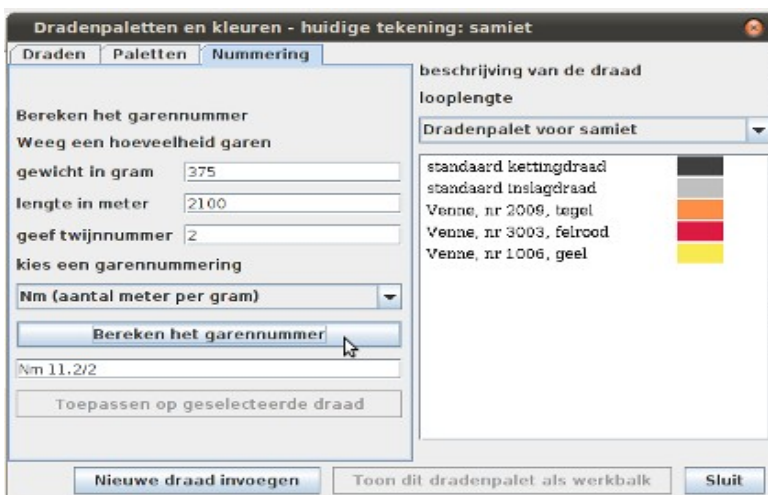 Dradenpaletten en kleuren - huidige tekening: samiet
Draden Paletten Nummering
Bereken het garennummer
Weeg een hoeveelheid garen
gewicht in gram 375
lengte in meter 2100
geef twijnnummer 2
kies een garennummering
Nm (aantal meter per gram)
Bereken het garennummer
Nm 11.2/2
Toepassen op geselecteerde draad
beschrijving van de draad
looplengte
Dradenpalet voor samiet
standaard kettingdraad
standaard inslagdraad
Venne, nr 2009, tegel
Venne, nr 3003, felrood
Venne, nr 1006, geel
Nieuwe draad invoegen Toon dit dradenpalet als werkbalk Sluit